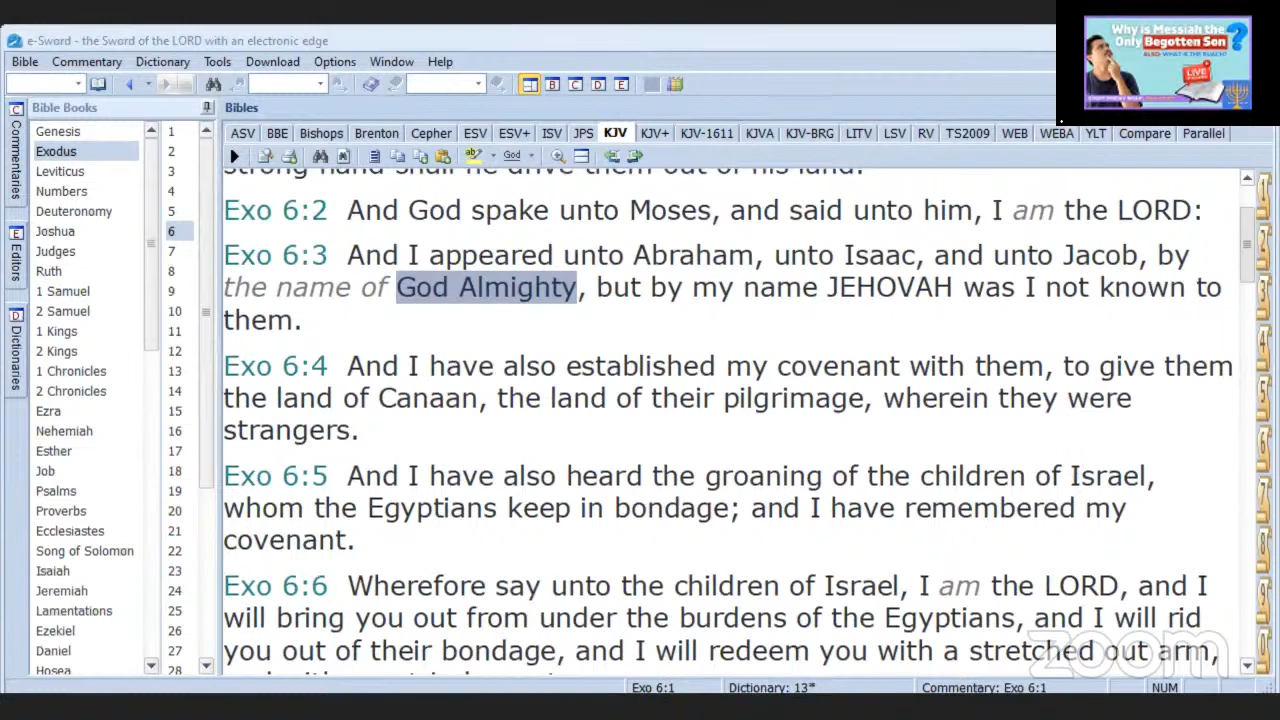 e-Sword - the Sword of the LORD with an electronic edge
Bible Commentary Dictionary Tools Download Options Window Help
Why is Messiah the
Only Begotten Son
?
LIVE
B C D E
Bible Books
Bibles
Commentaries
Editors
Dictionaries
ASV BBE Bishops Brenton Cepher ESV ESV+ ISV JPS KJV KJV+ KJV-1611 KJVA KJV-BRG LITV LSV RV TS2009 WEB WEBA YLT Compare Parallel
God
Genesis 1
Exodus 2
Leviticus 3
Numbers 4
Deuteronomy 5
Joshua 6
Judges 7
Ruth 8
1 Samuel 9
2 Samuel 10
1 Kings 11
2 Kings 12
1 Chronicles 13
2 Chronicles 14
Ezra 15
Nehemiah 16
Esther 17
Job 18
Psalms 19
Proverbs 20
Ecclesiastes 21
Song of Solomon 22
Isaiah 23
Jeremiah 24
Lamentations 25
Ezekiel 26
Daniel 27
Hosea 28
strong hand shall he drive them out of his land.
Exo 6:2 And God spake unto Moses, and said unto him, I am the LORD:
Exo 6:3 And I appeared unto Abraham, unto Isaac, and unto Jacob, by
the name of God Almighty, but by my name JEHOVAH was I not known to
them.
Exo 6:4 And I have also established my covenant with them, to give them
the land of Canaan, the land of their pilgrimage, wherein they were
strangers.
Exo 6:5 And I have also heard the groaning of the children of Israel,
whom the Egyptians keep in bondage; and I have remembered my
covenant.
Exo 6:6 Wherefore say unto the children of Israel, I am the LORD, and I
will bring you out from under the burdens of the Egyptians, and I will rid
you out of their bondage, and I will redeem you with a stretched out arm,
zoom
Exo 6:1 Dictionary: 13* Commentary: Exo 6:1 NUM